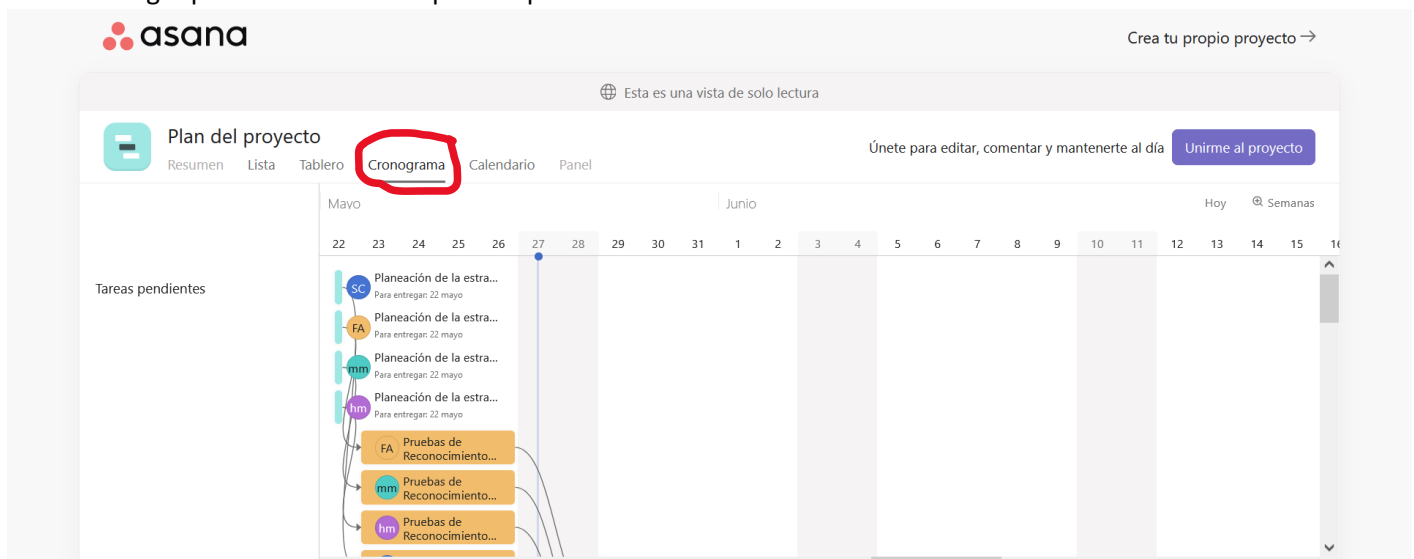 asana
Crea tu propio proyecto →
Esta es una vista de solo lectura
Plan del proyecto
Resumen Lista Tablero Cronograma Calendario Panel
Únete para editar, comentar y mantenerte al día Unirme al proyecto
Mayo Junio Hoy Semanas
22 23 24 25 26 27 28 29 30 31 1 2 3 4 5 6 7 8 9 10 11 12 13 14 15
Tareas pendientes
SC Planeación de la estra...
Para entregar: 22 mayo
FA Planeación de la estra...
Para entregar: 22 mayo
mm Planeación de la estra...
Para entregar: 22 mayo
hm Planeación de la estra...
Para entregar: 22 mayo
FA Pruebas de
Reconocimiento...
mm Pruebas de
Reconocimiento...
hm Pruebas de
Reconocimiento...